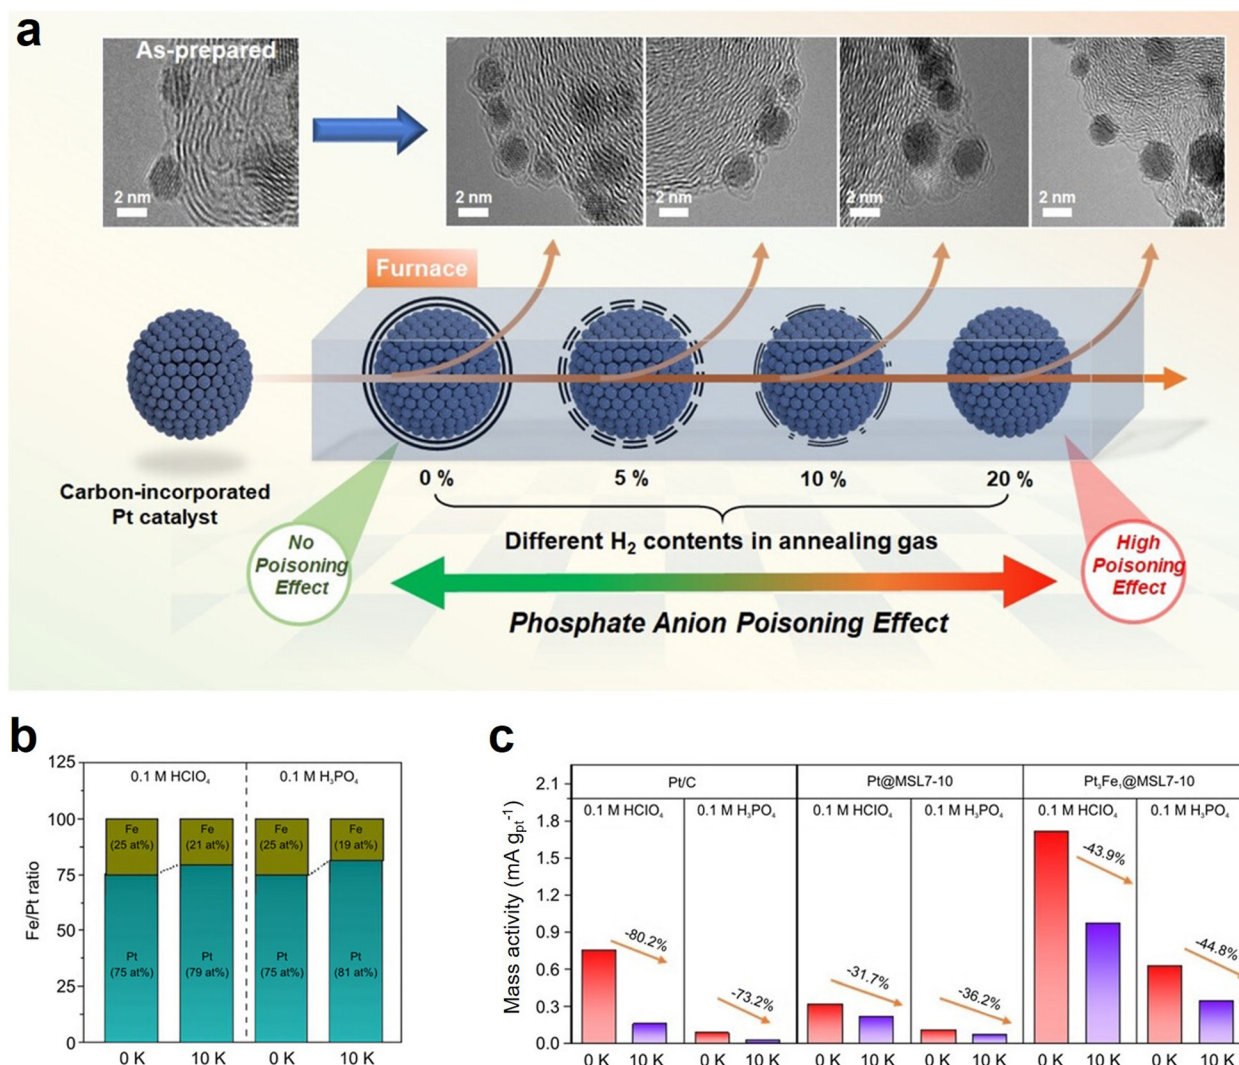 a
As-prepared
2 nm
2 nm
2 nm
2 nm
2 nm
Furnace
0 %
5 %
10 %
20 %
Carbon-incorporated
Pt catalyst
Different H₂ contents in annealing gas
No
Poisoning
Effect
High
Poisoning
Effect
Phosphate Anion Poisoning Effect
b
Fe/Pt ratio
125
100
75
50
25
0
0.1 M HClO₄
0.1 M H₃PO₄
Fe
(25 at%)
Fe
(21 at%)
Fe
(25 at%)
Fe
(19 at%)
Pt
(75 at%)
Pt
(79 at%)
Pt
(75 at%)
Pt
(81 at%)
0 K
10 K
0 K
10 K
c
Mass activity (mA gₚₜ⁻¹)
2.1
1.8
1.5
1.2
0.9
0.6
0.3
0.0
Pt/C
Pt@MSL7-10
Pt₃Fe₁@MSL7-10
0.1 M HClO₄
0.1 M H₃PO₄
0.1 M HClO₄
0.1 M H₃PO₄
0.1 M HClO₄
0.1 M H₃PO₄
-80.2%
-73.2%
-31.7%
-36.2%
-43.9%
-44.8%
0 K
10 K
0 K
10 K
0 K
10 K
0 K
10 K
0 K
10 K
0 K
10 K